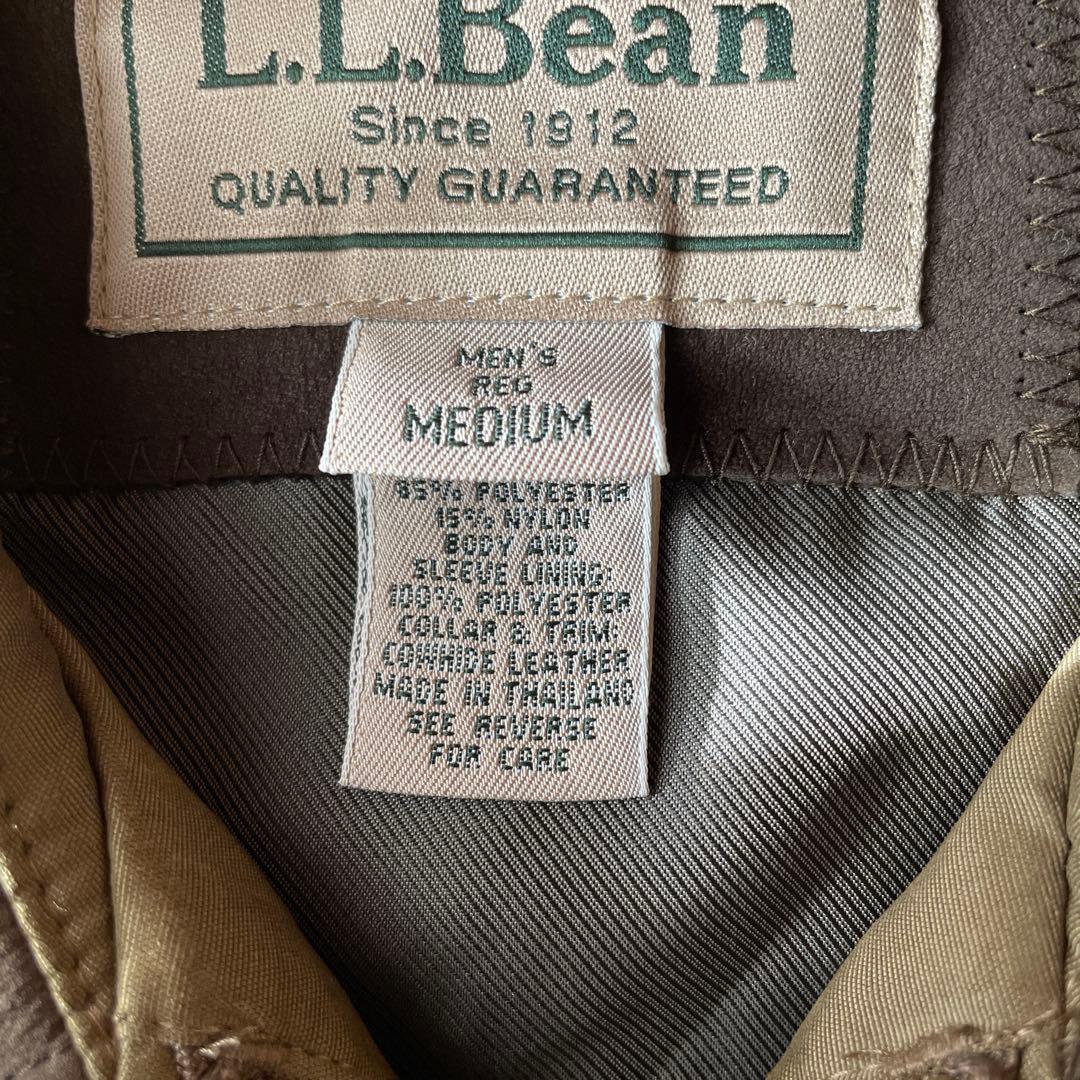 L.L.Bean
Since 1912
QUALITY GUARANTEED
MEN'S
REG
MEDIUM
85% POLYESTER
15% NYLON
BODY AND
SLEEVE LINING:
100% POLYESTER
COLLAR & TRIM:
COWHIDE LEATHER
MADE IN THAILAND
SEE REVERSE
FOR CARE